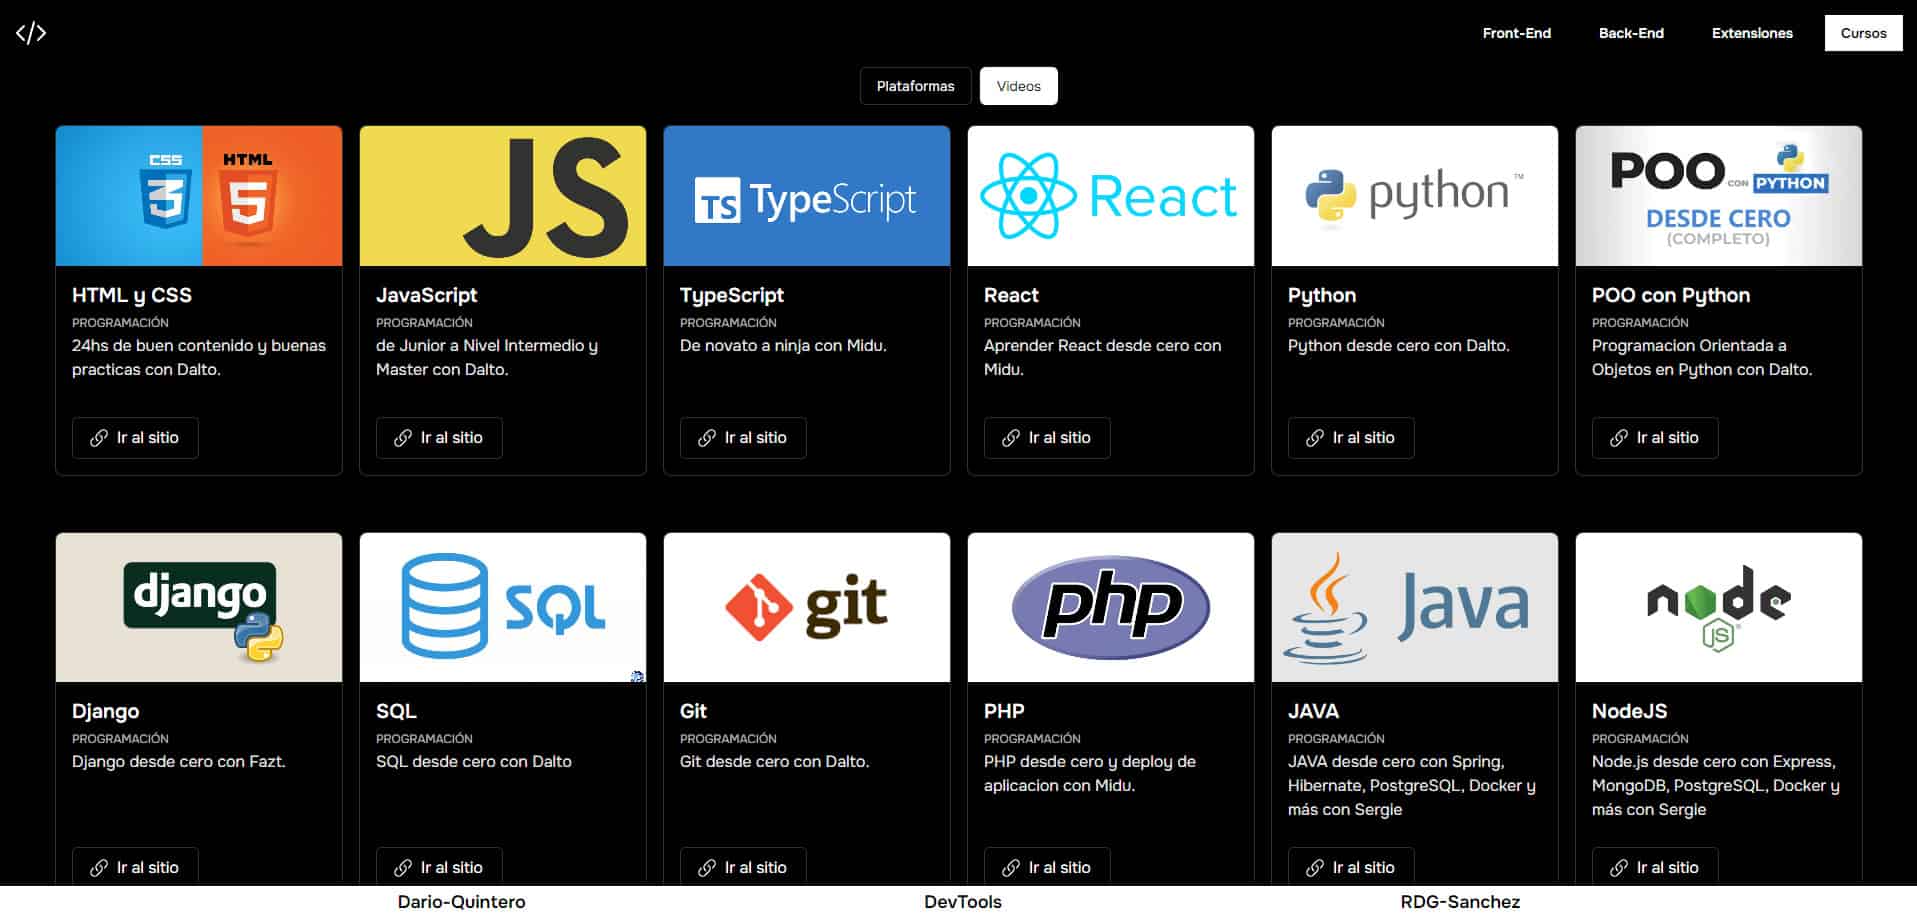 </>
Front-End
Back-End
Extensiones
Cursos
Plataformas
Videos
CSS
3
HTML
5
JS
TS TypeScript
React
python™
POO CON PYTHON
DESDE CERO
(COMPLETO)
HTML y CSS
PROGRAMACIÓN
24hs de buen contenido y buenas
practicas con Dalto.
Ir al sitio
JavaScript
PROGRAMACIÓN
de Junior a Nivel Intermedio y
Master con Dalto.
Ir al sitio
TypeScript
PROGRAMACIÓN
De novato a ninja con Midu.
Ir al sitio
React
PROGRAMACIÓN
Aprender React desde cero con
Midu.
Ir al sitio
Python
PROGRAMACIÓN
Python desde cero con Dalto.
Ir al sitio
POO con Python
PROGRAMACIÓN
Programacion Orientada a
Objetos en Python con Dalto.
Ir al sitio
django
SQL
git
php
Java
node
JS
Django
PROGRAMACIÓN
Django desde cero con Fazt.
Ir al sitio
SQL
PROGRAMACIÓN
SQL desde cero con Dalto
Ir al sitio
Git
PROGRAMACIÓN
Git desde cero con Dalto.
Ir al sitio
PHP
PROGRAMACIÓN
PHP desde cero y deploy de
aplicacion con Midu.
Ir al sitio
JAVA
PROGRAMACIÓN
JAVA desde cero con Spring,
Hibernate, PostgreSQL, Docker y
más con Sergie
Ir al sitio
NodeJS
PROGRAMACIÓN
Node.js desde cero con Express,
MongoDB, PostgreSQL, Docker y
más con Sergie
Ir al sitio
Dario-Quintero
DevTools
RDG-Sanchez